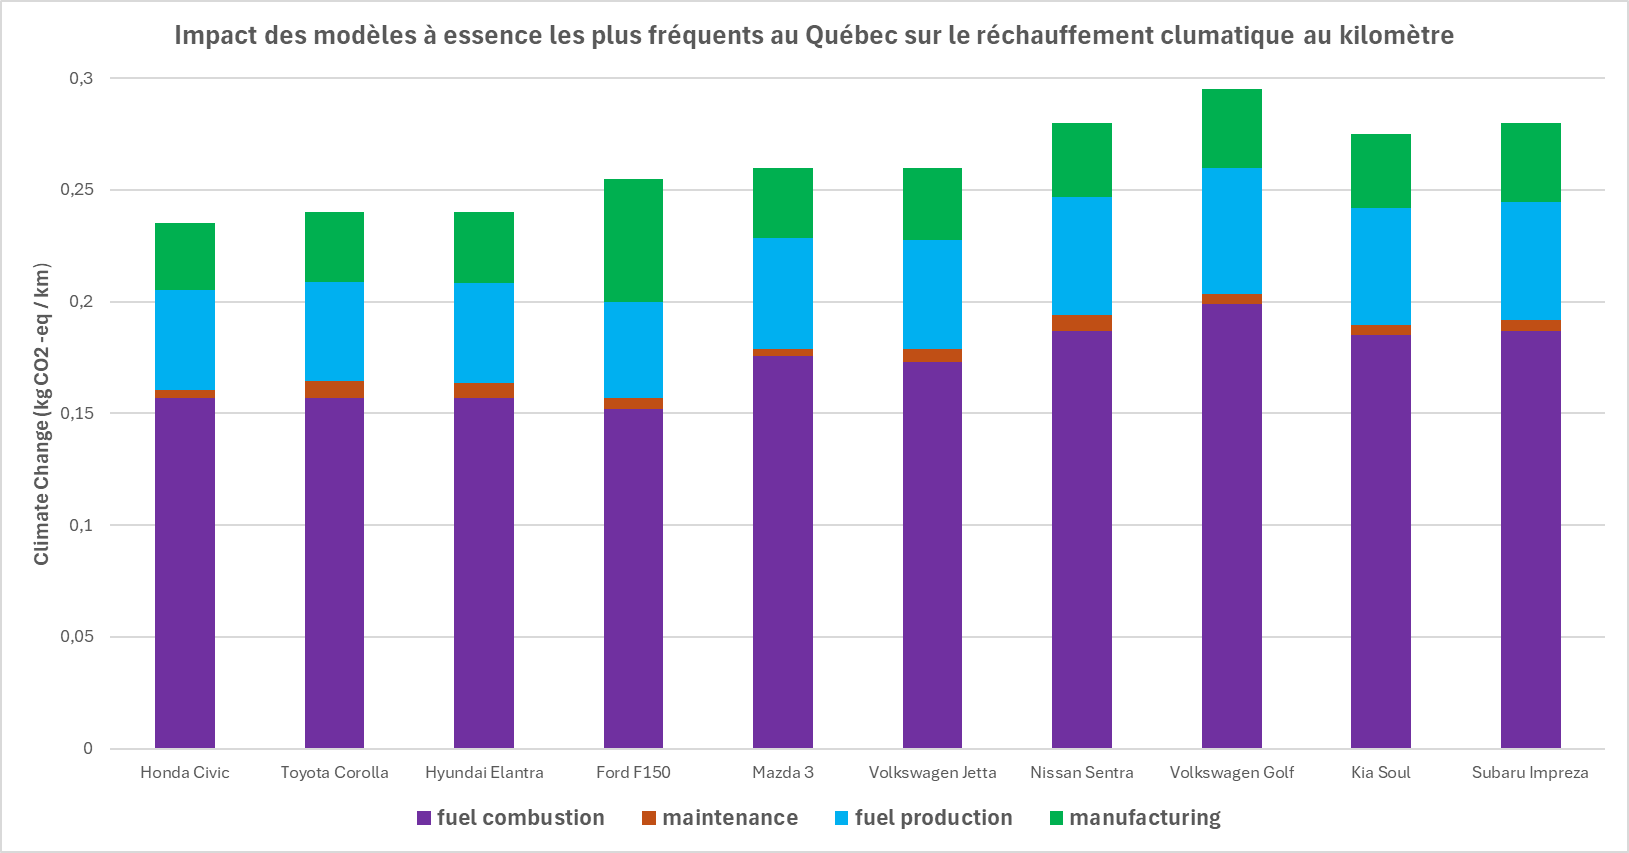 Impact des modèles à essence les plus fréquents au Québec sur le réchauffement clumatique au kilomètre
Climate Change (kg CO2 -eq / km)
0,3
0,25
0,2
0,15
0,1
0,05
0
Honda Civic
Toyota Corolla
Hyundai Elantra
Ford F150
Mazda 3
Volkswagen Jetta
Nissan Sentra
Volkswagen Golf
Kia Soul
Subaru Impreza
fuel combustion
maintenance
fuel production
manufacturing